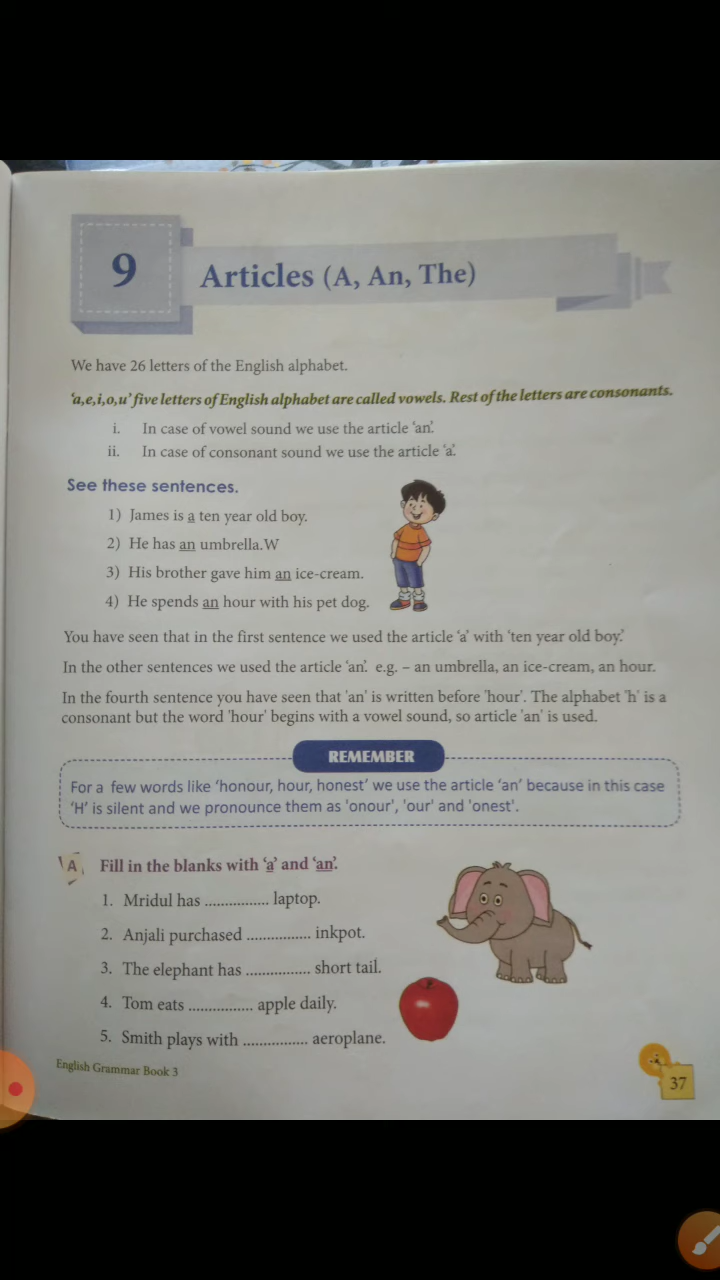 9
Articles (A, An, The)
We have 26 letters of the English alphabet.
'a,e,i,o,u' five letters of English alphabet are called vowels. Rest of the letters are consonants.
i. In case of vowel sound we use the article 'an'.
ii. In case of consonant sound we use the article 'a'.
See these sentences.
1) James is a ten year old boy.
2) He has an umbrella.W
3) His brother gave him an ice-cream.
4) He spends an hour with his pet dog.
You have seen that in the first sentence we used the article 'a' with 'ten year old boy.'
In the other sentences we used the article 'an'. e.g. – an umbrella, an ice-cream, an hour.
In the fourth sentence you have seen that 'an' is written before 'hour'. The alphabet 'h' is a
consonant but the word 'hour' begins with a vowel sound, so article 'an' is used.
REMEMBER
For a few words like 'honour, hour, honest' we use the article 'an' because in this case
'H' is silent and we pronounce them as 'onour', 'our' and 'onest'.
A Fill in the blanks with 'a' and 'an'.
1. Mridul has ................ laptop.
2. Anjali purchased ................ inkpot.
3. The elephant has ................ short tail.
4. Tom eats ................ apple daily.
5. Smith plays with ................ aeroplane.
English Grammar Book 3
37